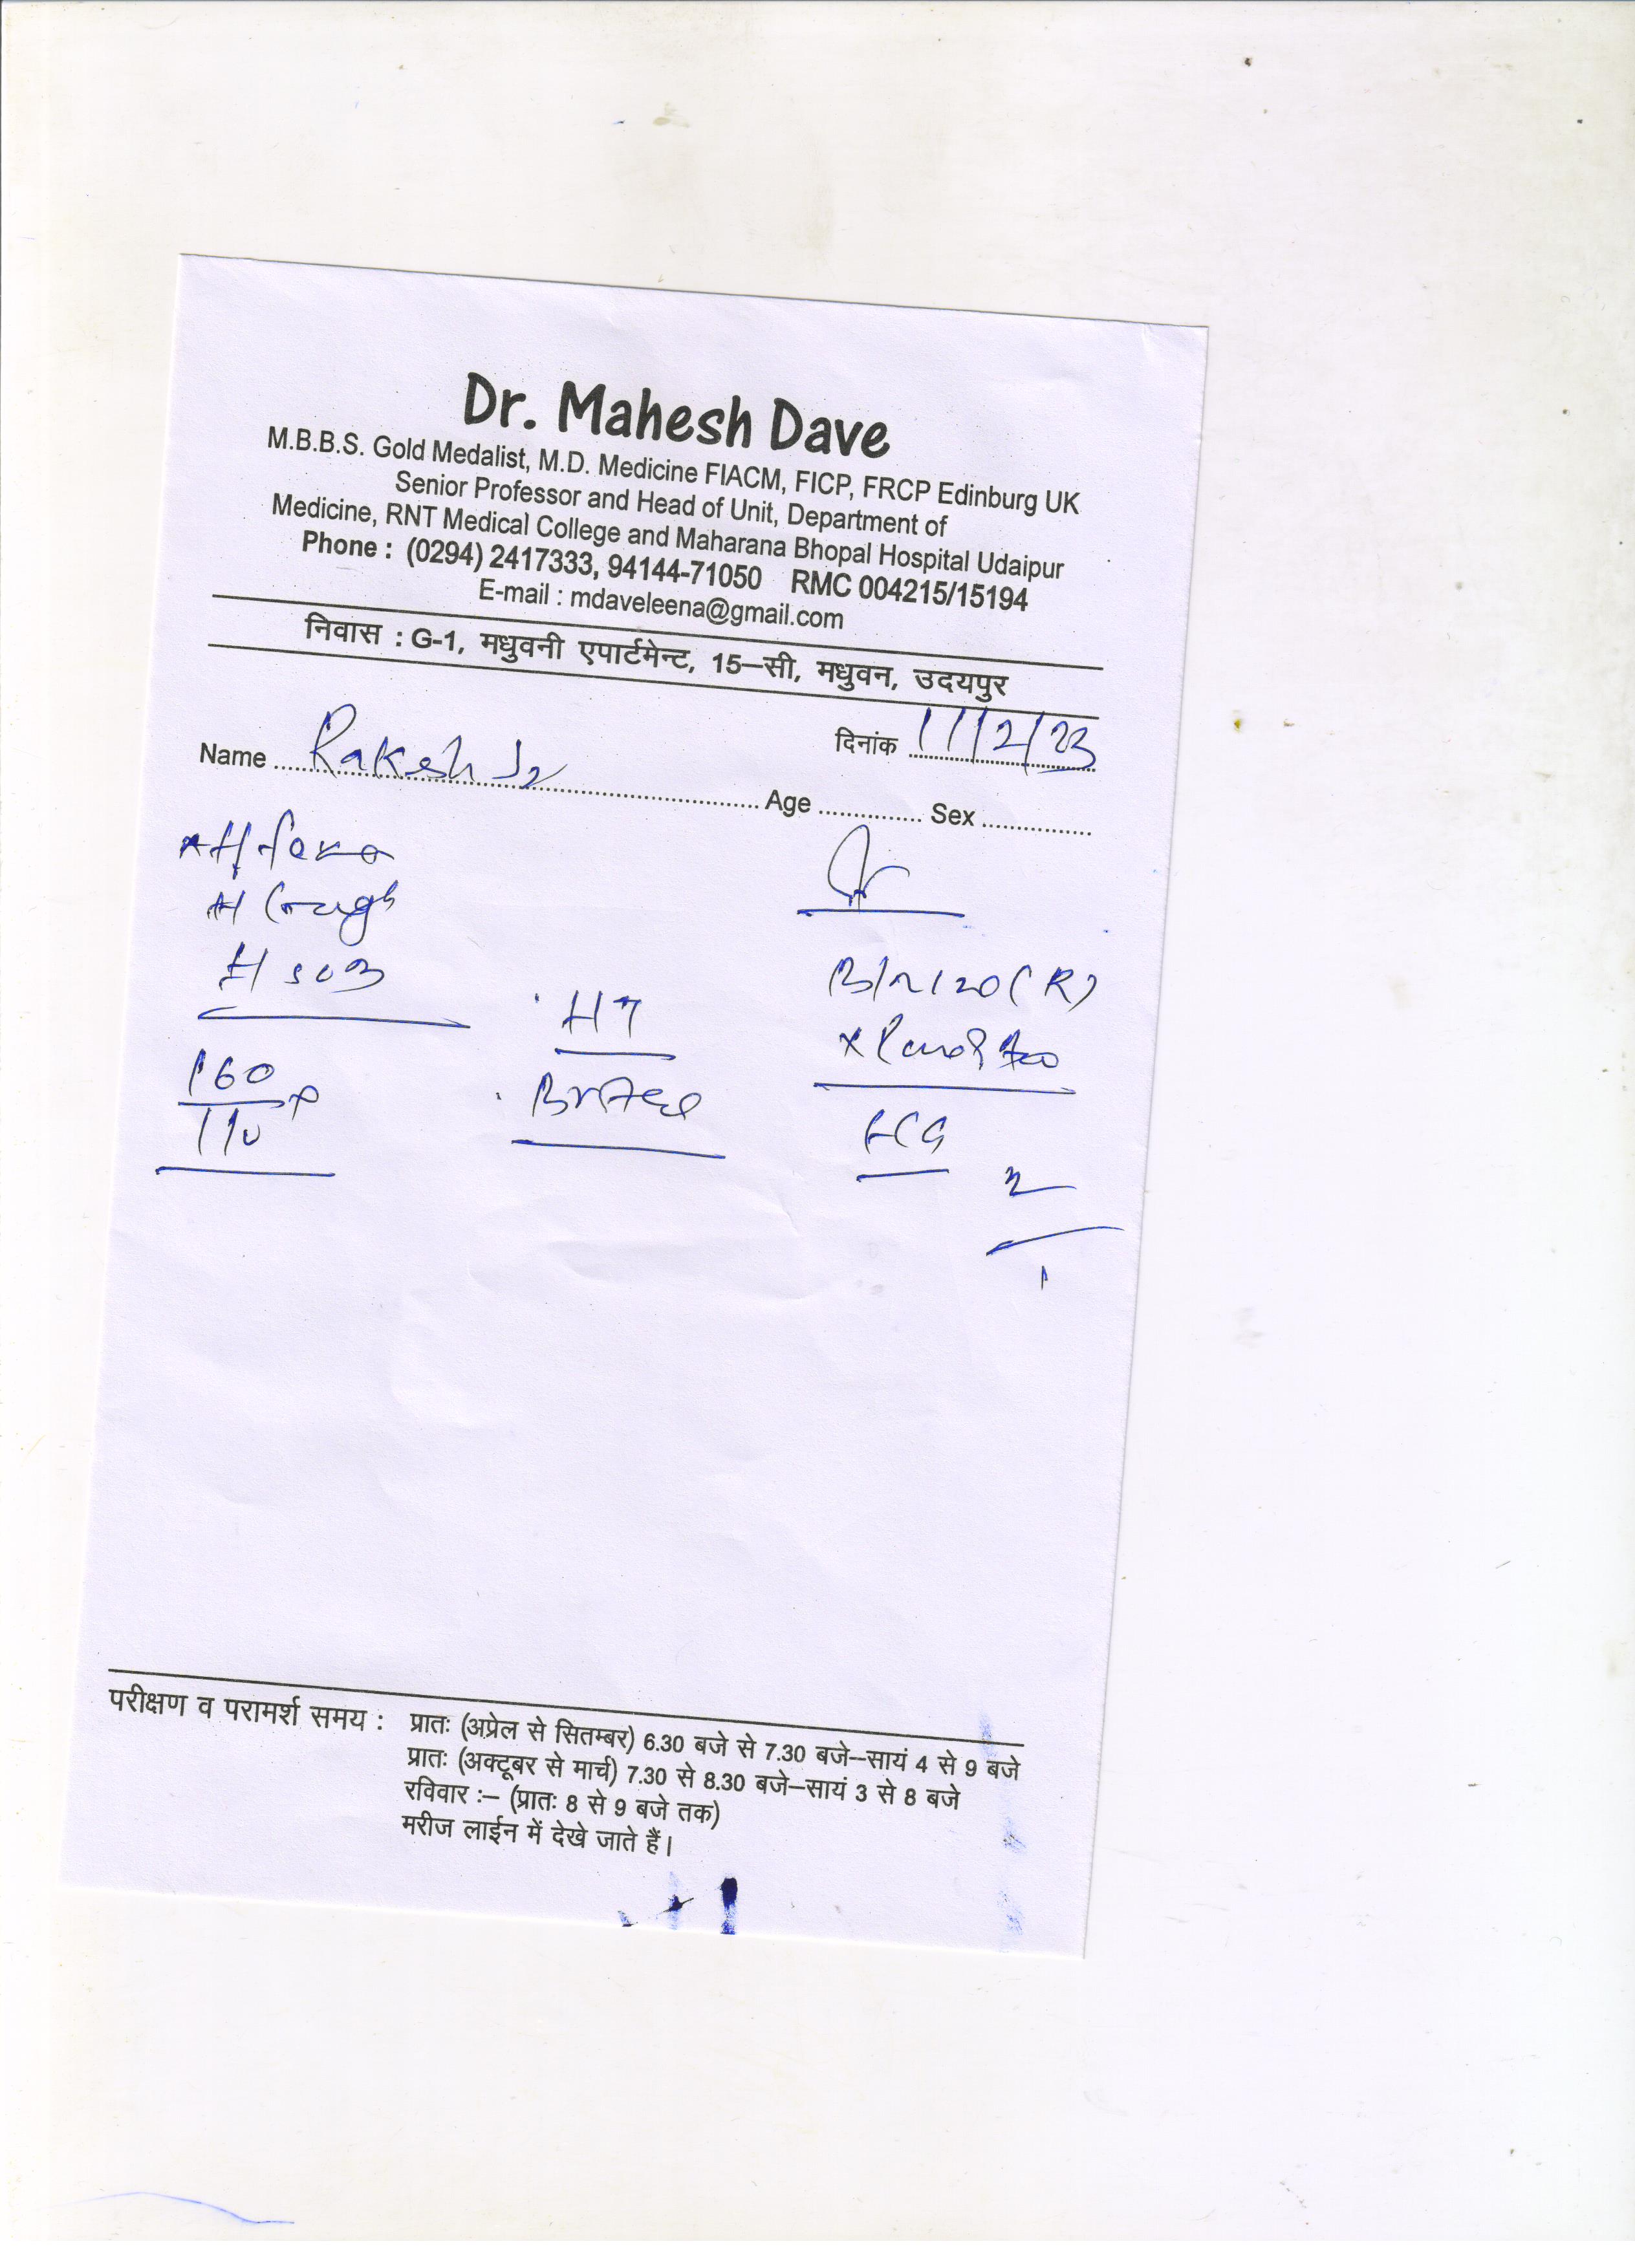 Dr. Mahesh Dave
M.B.B.S. Gold Medalist, M.D. Medicine FIACM, FICP, FRCP Edinburg UK
Senior Professor and Head of Unit, Department of
Medicine, RNT Medical College and Maharana Bhopal Hospital Udaipur
Phone : (0294) 2417333, 94144-71050 RMC 004215/15194
E-mail : mdaveleena@gmail.com
निवास : G-1, मधुवनी एपार्टमेन्ट, 15–सी, मधुवन, उदयपुर
दिनांक 11/2/23
Name Rakesh
Age Sex
H Cough
160
110
परीक्षण व परामर्श समय : प्रातः (अप्रेल से सितम्बर) 6.30 बजे से 7.30 बजे–सायं 4 से 9 बजे
प्रातः (अक्टूबर से मार्च) 7.30 से 8.30 बजे–सायं 3 से 8 बजे
रविवार :– (प्रातः 8 से 9 बजे तक)
मरीज लाईन में देखे जाते हैं।